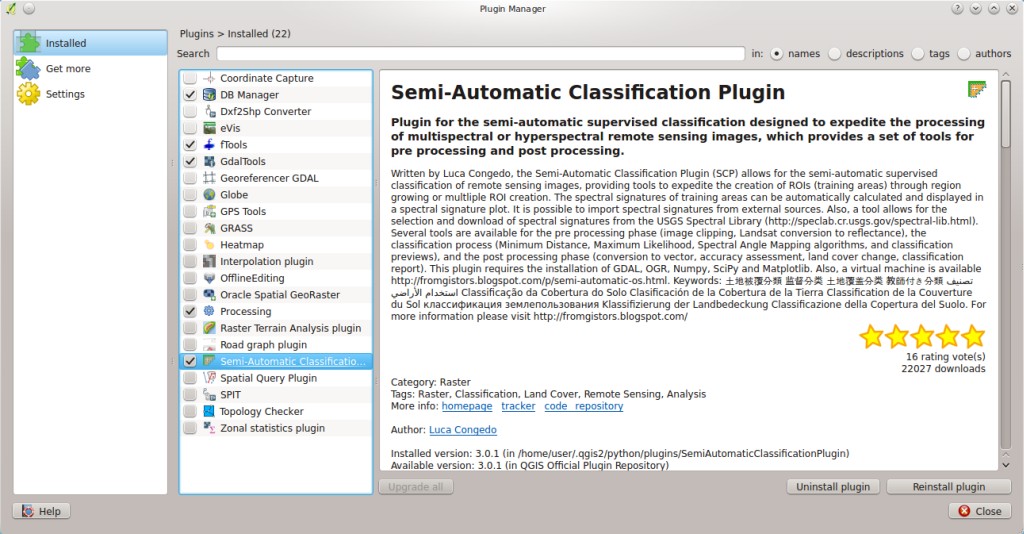 Plugin Manager
Installed
Get more
Settings
Plugins > Installed (22)
Search
in: names descriptions tags authors
Coordinate Capture
DB Manager
Dxf2Shp Converter
eVis
fTools
GdalTools
Georeferencer GDAL
Globe
GPS Tools
GRASS
Heatmap
Interpolation plugin
OfflineEditing
Oracle Spatial GeoRaster
Processing
Raster Terrain Analysis plugin
Road graph plugin
Semi-Automatic Classificatio...
Spatial Query Plugin
SPIT
Topology Checker
Zonal statistics plugin
Semi-Automatic Classification Plugin
Plugin for the semi-automatic supervised classification designed to expedite the processing
of multispectral or hyperspectral remote sensing images, which provides a set of tools for
pre processing and post processing.
Written by Luca Congedo, the Semi-Automatic Classification Plugin (SCP) allows for the semi-automatic supervised
classification of remote sensing images, providing tools to expedite the creation of ROIs (training areas) through region
growing or multliple ROI creation. The spectral signatures of training areas can be automatically calculated and displayed in
a spectral signature plot. It is possible to import spectral signatures from external sources. Also, a tool allows for the
selection and download of spectral signatures from the USGS Spectral Library (http://speclab.cr.usgs.gov/spectral-lib.html).
Several tools are available for the pre processing phase (image clipping, Landsat conversion to reflectance), the
classification process (Minimum Distance, Maximum Likelihood, Spectral Angle Mapping algorithms, and classification
previews), and the post processing phase (conversion to vector, accuracy assessment, land cover change, classification
report). This plugin requires the installation of GDAL, OGR, Numpy, SciPy and Matplotlib. Also, a virtual machine is available
http://fromgistors.blogspot.com/p/semi-automatic-os.html. Keywords: 土地被覆分類 监督分类 土地覆盖分类 教師付き分類 تصنيف
استخدام الأراضي Classificação da Cobertura do Solo Clasificación de la Cobertura de la Tierra Classification de la Couverture
du Sol классификация землепользования Klassifizierung der Landbedeckung Classificazione della Copertura del Suolo. For
more information please visit http://fromgistors.blogspot.com/
16 rating vote(s)
22027 downloads
Category: Raster
Tags: Raster, Classification, Land Cover, Remote Sensing, Analysis
More info: homepage tracker code_repository
Author: Luca Congedo
Installed version: 3.0.1 (in /home/user/.qgis2/python/plugins/SemiAutomaticClassificationPlugin)
Available version: 3.0.1 (in QGIS Official Plugin Repository)
Upgrade all
Uninstall plugin
Reinstall plugin
Help
Close